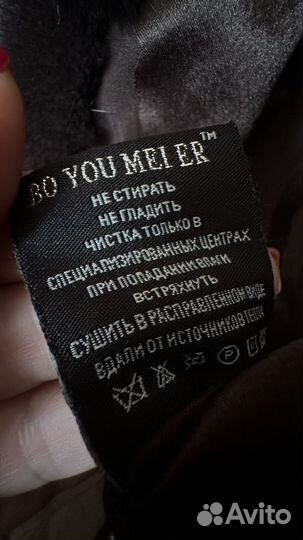 BO YOU MEI ER™
НЕ СТИРАТЬ
НЕ ГЛАДИТЬ
ЧИСТКА ТОЛЬКО В
СПЕЦИАЛИЗИРОВАННЫХ ЦЕНТРАХ
ПРИ ПОПАДАНИИ ВЛАГИ
ВСТРЯХНУТЬ
СУШИТЬ В РАСПРАВЛЕННОМ ВИДЕ
ВДАЛИ ОТ ИСТОЧНИКОВ ТЕПЛА
P
Avito